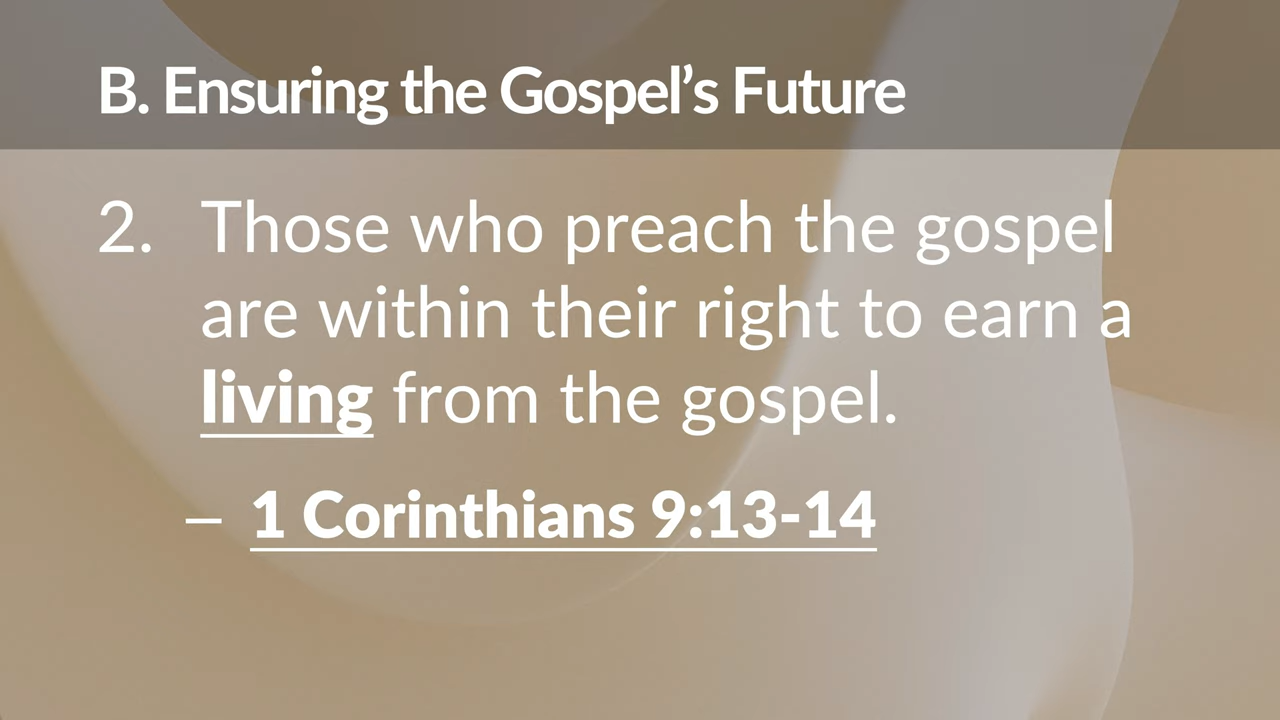 B. Ensuring the Gospel’s Future
2. Those who preach the gospel
are within their right to earn a
living from the gospel.
– 1 Corinthians 9:13-14